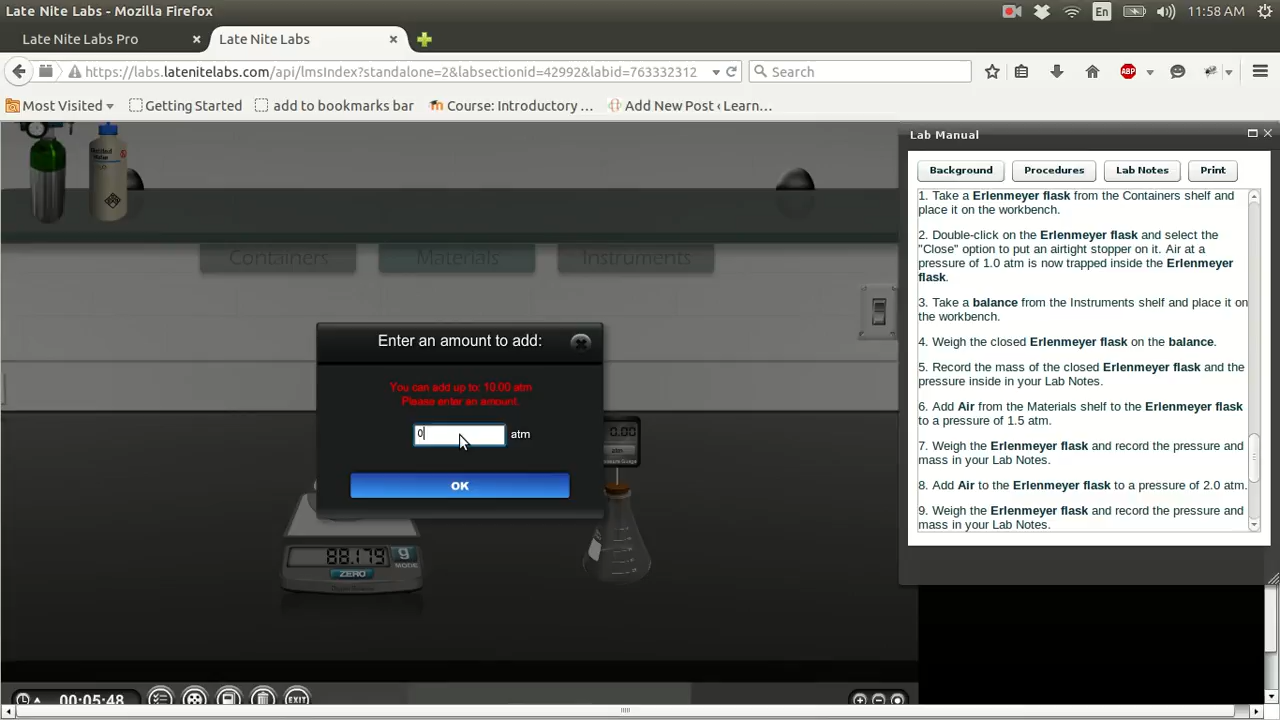 Late Nite Labs - Mozilla Firefox
En
11:58 AM
Late Nite Labs Pro
Late Nite Labs
https://labs.latenitelabs.com/api/lmsIndex?standalone=2&labsectionid=42992&labid=763332312
Search
ABP
Most Visited
Getting Started
add to bookmarks bar
Course: Introductory ...
Add New Post ‹ Learn...
Lab Manual
Background
Procedures
Lab Notes
Print
1. Take a Erlenmeyer flask from the Containers shelf and
place it on the workbench.
2. Double-click on the Erlenmeyer flask and select the
"Close" option to put an airtight stopper on it. Air at a
pressure of 1.0 atm is now trapped inside the Erlenmeyer
flask.
3. Take a balance from the Instruments shelf and place it on
the workbench.
4. Weigh the closed Erlenmeyer flask on the balance.
5. Record the mass of the closed Erlenmeyer flask and the
pressure inside in your Lab Notes.
6. Add Air from the Materials shelf to the Erlenmeyer flask
to a pressure of 1.5 atm.
7. Weigh the Erlenmeyer flask and record the pressure and
mass in your Lab Notes.
8. Add Air to the Erlenmeyer flask to a pressure of 2.0 atm.
9. Weigh the Erlenmeyer flask and record the pressure and
mass in your Lab Notes.
Containers
Materials
Instruments
Enter an amount to add:
You can add up to: 10.00 atm
Please enter an amount.
0
atm
OK
0.00
atm
88.179
g
MODE
ZERO
00:05:48
EXIT